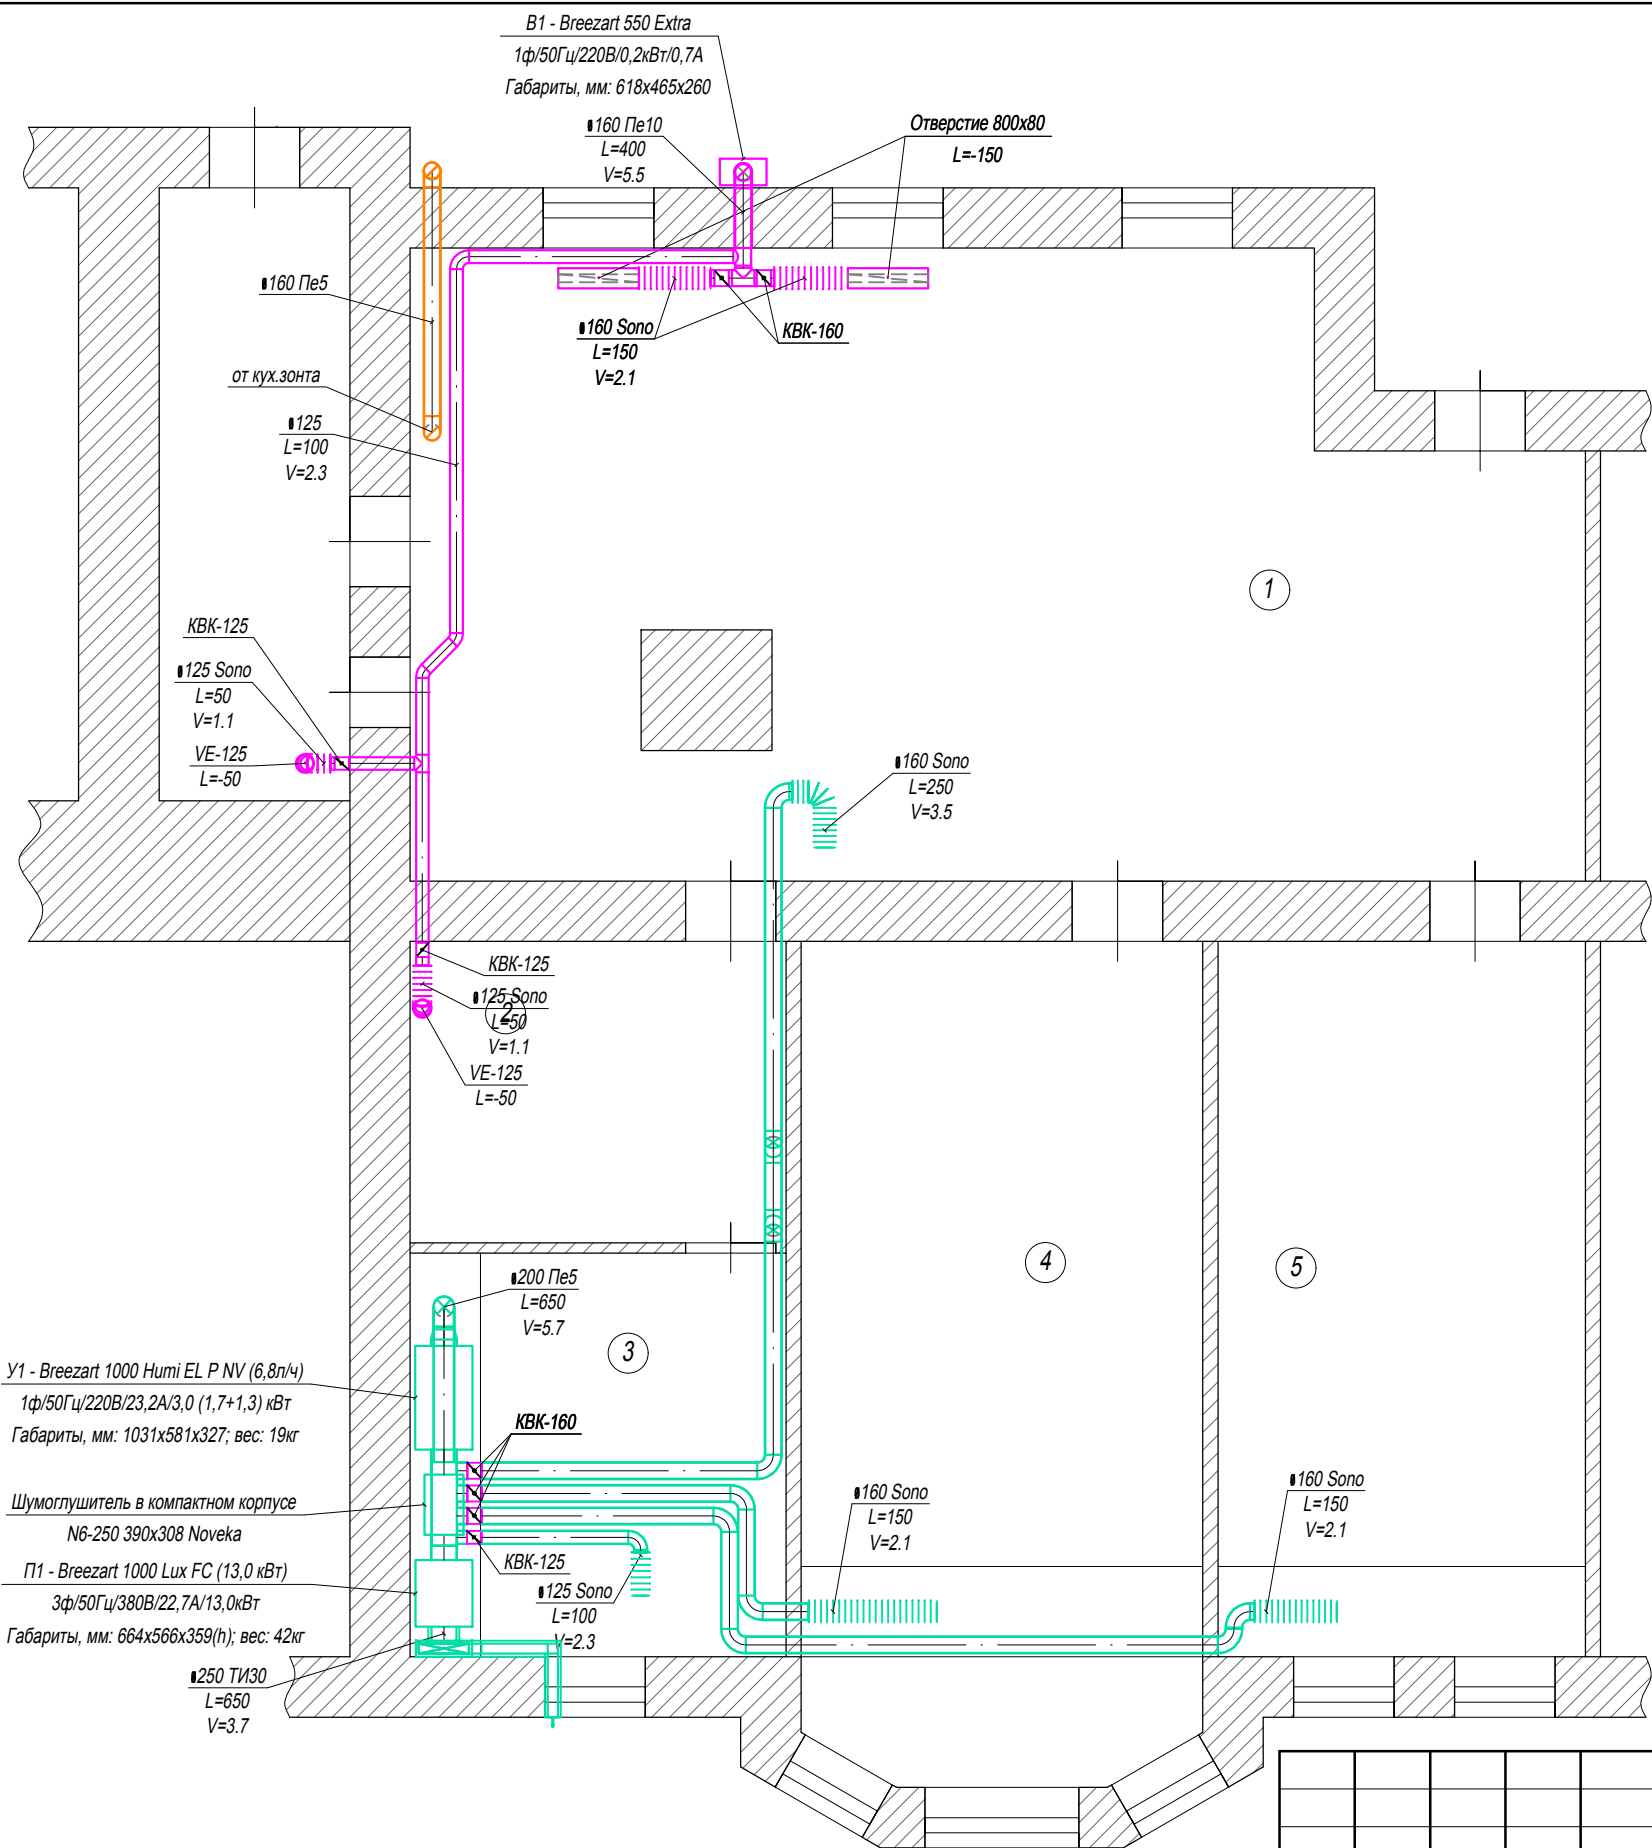 В1 - Breezart 550 Extra
1ф/50Гц/220В/0,2кВт/0,7А
Габариты, мм: 618x465x260
ø160 Пе10
L=400
V=5.5
Отверстие 800x80
L=-150
ø160 Пе5
ø160 Sono
L=150
V=2.1
КВК-160
от кух.зонта
ø125
L=100
V=2.3
1
КВК-125
ø125 Sono
L=50
V=1.1
VE-125
L=-50
ø160 Sono
L=250
V=3.5
КВК-125
ø125 Sono
L=50
V=1.1
2
VE-125
L=-50
4
5
ø200 Пе5
L=650
V=5.7
3
У1 - Breezart 1000 Humi EL P NV (6,8л/ч)
1ф/50Гц/220В/23,2А/3,0 (1,7+1,3) кВт
Габариты, мм: 1031x581x327; вес: 19кг
КВК-160
Шумоглушитель в компактном корпусе
N6-250 390x308 Noveka
ø160 Sono
L=150
V=2.1
ø160 Sono
L=150
V=2.1
П1 - Breezart 1000 Lux FC (13,0 кВт)
3ф/50Гц/380В/22,7А/13,0кВт
Габариты, мм: 664x566x359(h); вес: 42кг
КВК-125
ø125 Sono
L=100
V=2.3
ø250 ТИ30
L=650
V=3.7